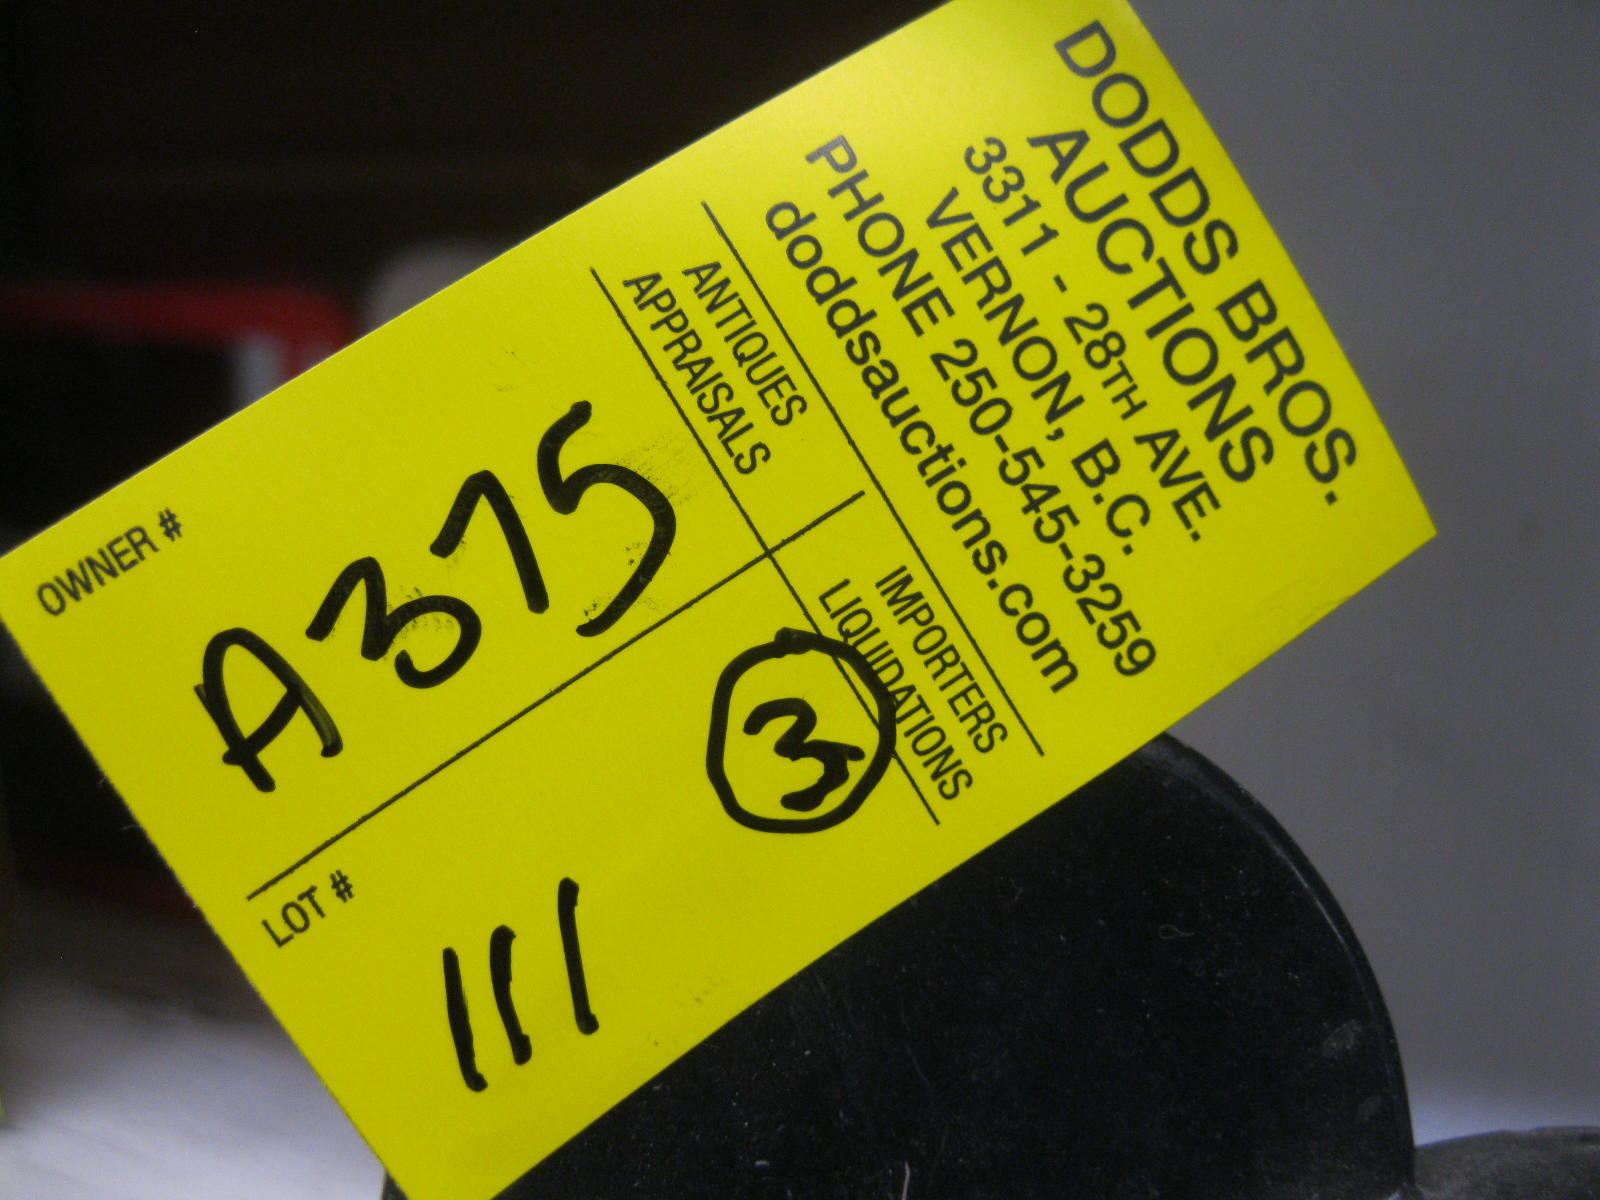 DODDS BROS.
AUCTIONS
3311 - 28TH AVE.
VERNON, B.C.
PHONE 250-545-3259
doddsauctions.com
ANTIQUES
APPRAISALS
IMPORTERS
LIQUIDATIONS
3
OWNER #
A375
LOT #
111